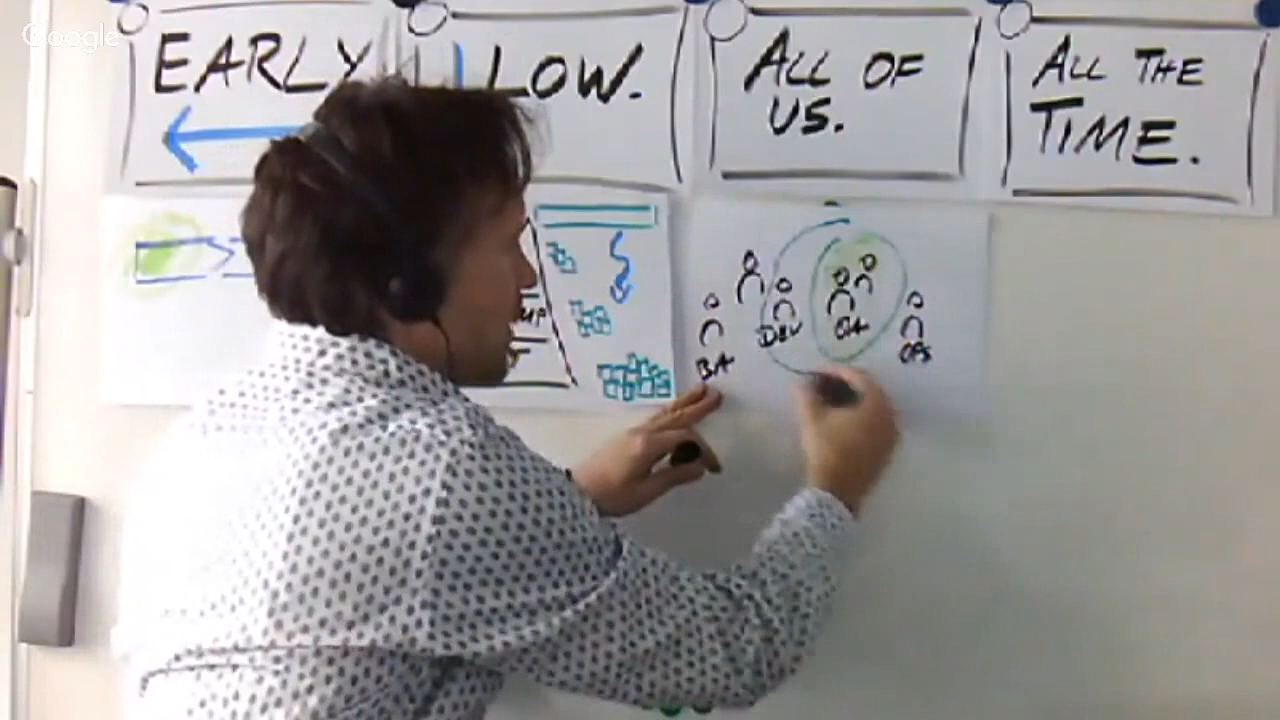 Google
EARLY
LOW.
ALL OF
US.
ALL THE
TIME.
BA
DEV
QA
OPS